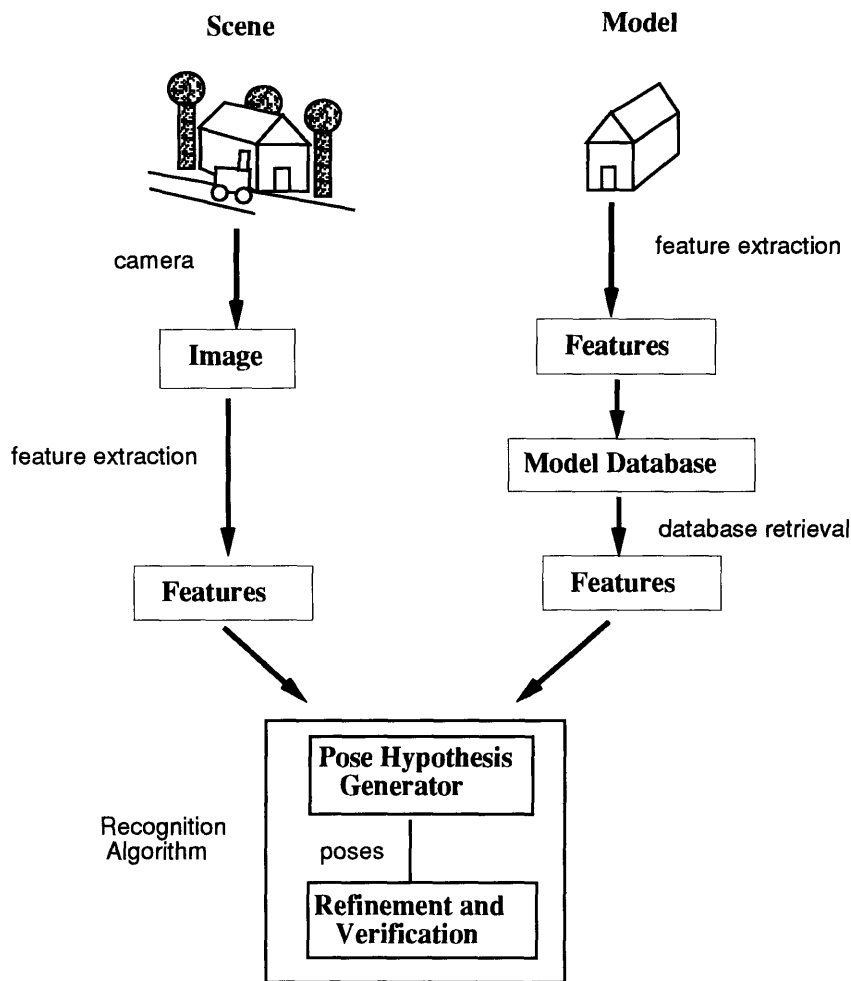 Scene
Model
camera
feature extraction
Image
Features
feature extraction
Model Database
database retrieval
Features
Features
Pose Hypothesis
Generator
Recognition
Algorithm
poses
Refinement and
Verification